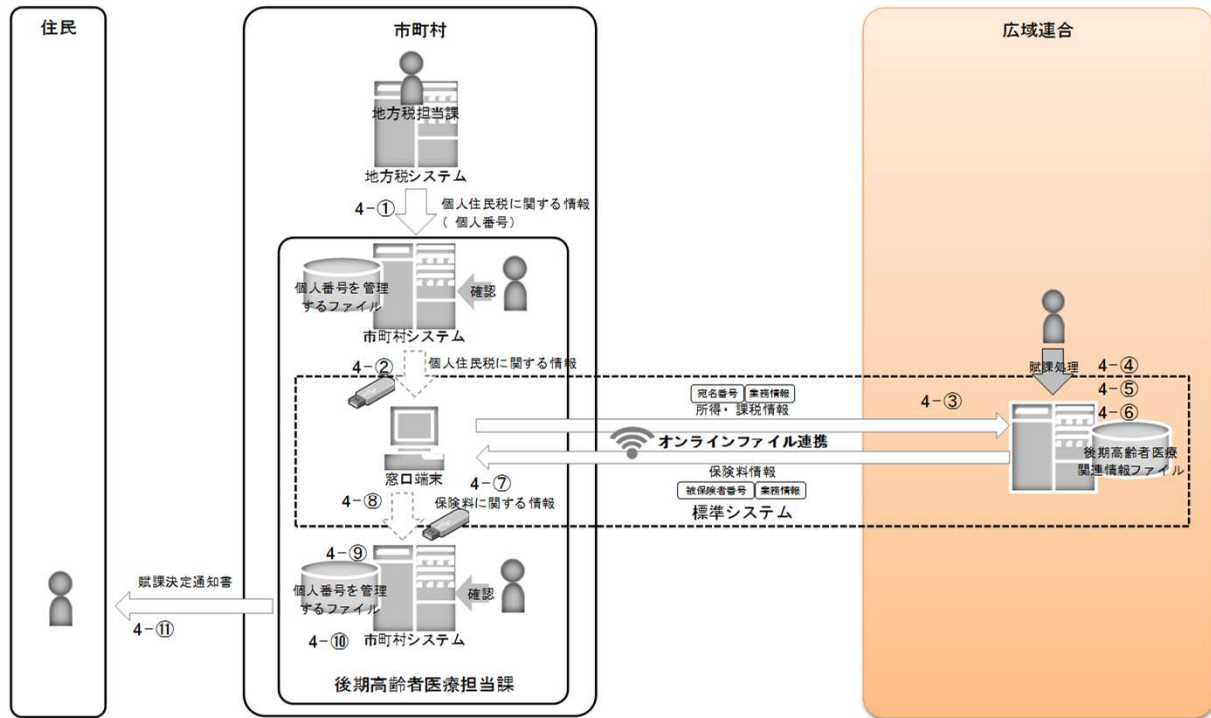 住民
市町村
広域連合
地方税担当課
地方税システム
4-①
個人住民税に関する情報
（個人番号）
個人番号を管理
するファイル
確認
市町村システム
4-②
個人住民税に関する情報
賦課処理
4-④
4-⑤
4-⑥
宛名番号 業務情報
所得・課税情報
4-③
オンラインファイル連携
後期高齢者医療
関連情報ファイル
窓口端末
4-⑦
保険料情報
被保険者番号 業務情報
標準システム
4-⑧
保険料に関する情報
4-⑨
個人番号を管理
するファイル
確認
4-⑩
市町村システム
賦課決定通知書
4-⑪
後期高齢者医療担当課